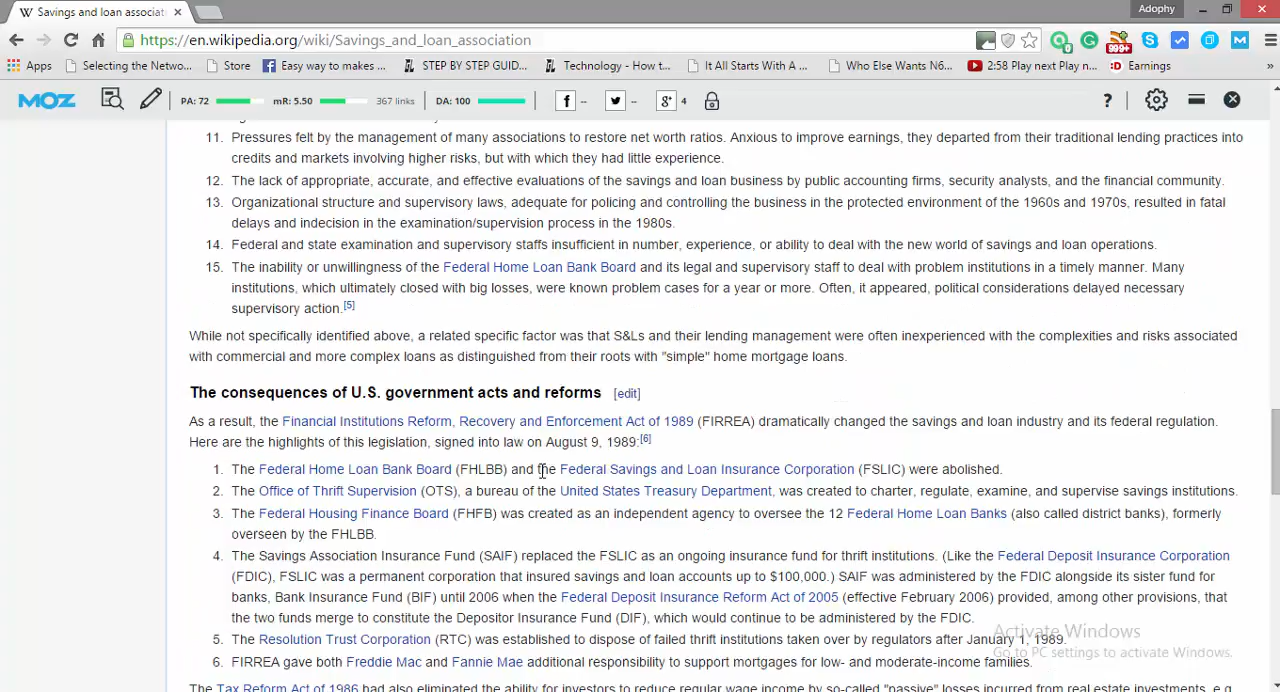 Savings and loan associati
Adophy
https://en.wikipedia.org/wiki/Savings_and_loan_association
Apps Selecting the Netwo... Store Easy way to make ... STEP BY STEP GUID... Technology - How t... It All Starts With A ... Who Else Wants N6... 2:58 Play next Play n... Earnings »
MOZ PA: 72 mR: 5.50 367 links DA: 100 f -- -- g+ 4 ?
11. Pressures felt by the management of many associations to restore net worth ratios. Anxious to improve earnings, they departed from their traditional lending practices into
credits and markets involving higher risks, but with which they had little experience.
12. The lack of appropriate, accurate, and effective evaluations of the savings and loan business by public accounting firms, security analysts, and the financial community.
13. Organizational structure and supervisory laws, adequate for policing and controlling the business in the protected environment of the 1960s and 1970s, resulted in fatal
delays and indecision in the examination/supervision process in the 1980s.
14. Federal and state examination and supervisory staffs insufficient in number, experience, or ability to deal with the new world of savings and loan operations.
15. The inability or unwillingness of the Federal Home Loan Bank Board and its legal and supervisory staff to deal with problem institutions in a timely manner. Many
institutions, which ultimately closed with big losses, were known problem cases for a year or more. Often, it appeared, political considerations delayed necessary
supervisory action.[5]
While not specifically identified above, a related specific factor was that S&Ls and their lending management were often inexperienced with the complexities and risks associated
with commercial and more complex loans as distinguished from their roots with "simple" home mortgage loans.
The consequences of U.S. government acts and reforms [edit]
As a result, the Financial Institutions Reform, Recovery and Enforcement Act of 1989 (FIRREA) dramatically changed the savings and loan industry and its federal regulation.
Here are the highlights of this legislation, signed into law on August 9, 1989:[6]
1. The Federal Home Loan Bank Board (FHLBB) and the Federal Savings and Loan Insurance Corporation (FSLIC) were abolished.
2. The Office of Thrift Supervision (OTS), a bureau of the United States Treasury Department, was created to charter, regulate, examine, and supervise savings institutions.
3. The Federal Housing Finance Board (FHFB) was created as an independent agency to oversee the 12 Federal Home Loan Banks (also called district banks), formerly
overseen by the FHLBB.
4. The Savings Association Insurance Fund (SAIF) replaced the FSLIC as an ongoing insurance fund for thrift institutions. (Like the Federal Deposit Insurance Corporation
(FDIC), FSLIC was a permanent corporation that insured savings and loan accounts up to $100,000.) SAIF was administered by the FDIC alongside its sister fund for
banks, Bank Insurance Fund (BIF) until 2006 when the Federal Deposit Insurance Reform Act of 2005 (effective February 2006) provided, among other provisions, that
the two funds merge to constitute the Depositor Insurance Fund (DIF), which would continue to be administered by the FDIC.
5. The Resolution Trust Corporation (RTC) was established to dispose of failed thrift institutions taken over by regulators after January 1, 1989.
6. FIRREA gave both Freddie Mac and Fannie Mae additional responsibility to support mortgages for low- and moderate-income families.
Activate Windows
Go to PC settings to activate Windows.
The Tax Reform Act of 1986 had also eliminated the ability for investors to reduce regular wage income by so-called "passive" losses incurred from real estate investments, e.g.